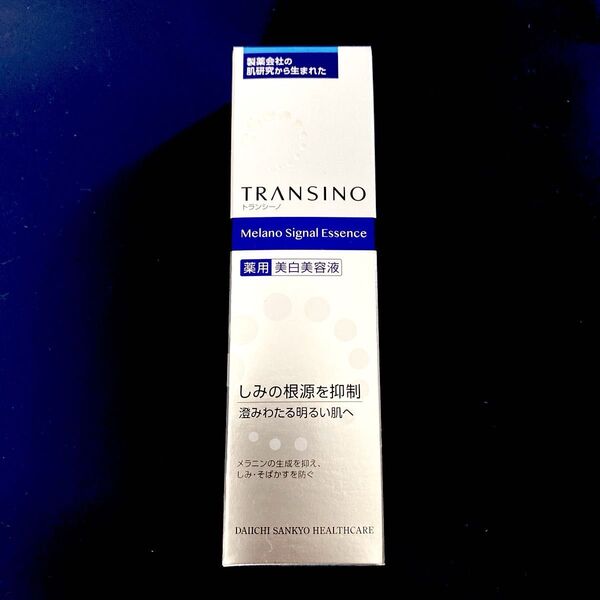 製薬会社の
肌研究から生まれた
TRANSINO
トランシーノ
Melano Signal Essence
薬用 美白美容液
しみの根源を抑制
澄みわたる明るい肌へ
メラニンの生成を抑え、
しみ・そばかすを防ぐ
DAIICHI SANKYO HEALTHCARE